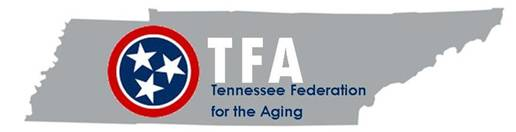 TFA
Tennessee Federation
for the Aging